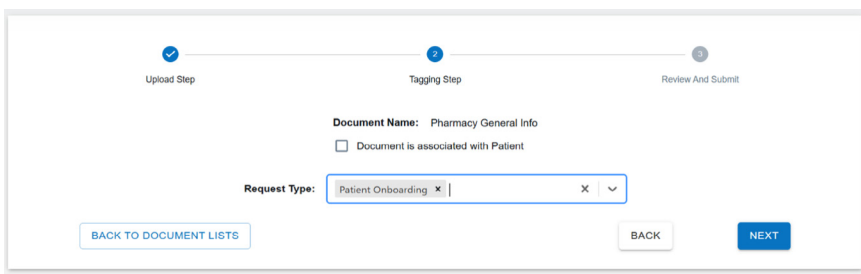 2
3
Upload Step
Tagging Step
Review And Submit
Document Name: Pharmacy General Info
Document is associated with Patient
Request Type: Patient Onboarding
BACK TO DOCUMENT LISTS
BACK
NEXT